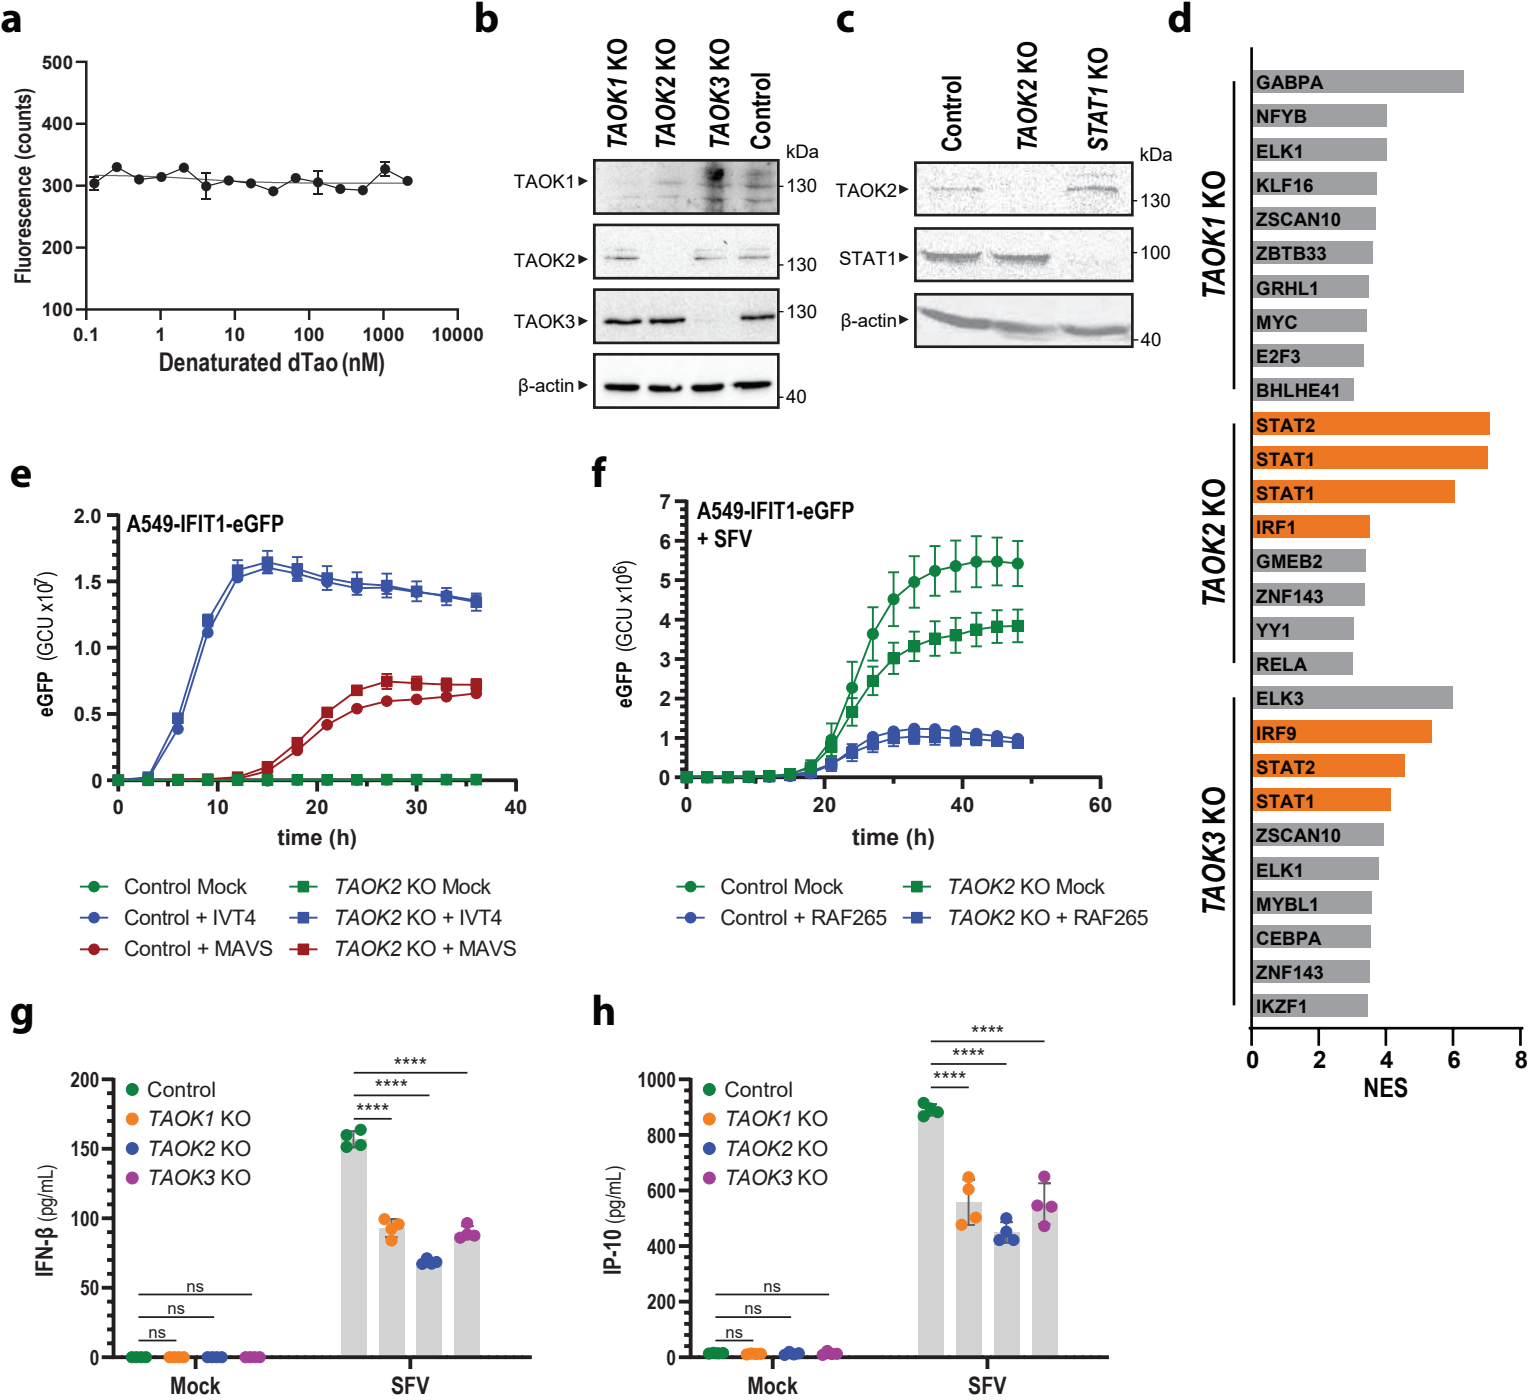 a
500
400
300
200
100
Fluorescence (counts)
0.1 1 10 100 1000 10000
Denaturated dTao (nM)
b
TAOK1 KO
TAOK2 KO
TAOK3 KO
Control
kDa
TAOK1
130
TAOK2
130
TAOK3
130
β-actin
40
c
Control
TAOK2 KO
STAT1 KO
kDa
TAOK2
130
STAT1
100
β-actin
40
d
TAOK1 KO
GABPA
NFYB
ELK1
KLF16
ZSCAN10
ZBTB33
GRHL1
MYC
E2F3
BHLHE41
TAOK2 KO
STAT2
STAT1
STAT1
IRF1
GMEB2
ZNF143
YY1
RELA
TAOK3 KO
ELK3
IRF9
STAT2
STAT1
ZSCAN10
ELK1
MYBL1
CEBPA
ZNF143
IKZF1
0 2 4 6 8
NES
e
A549-IFIT1-eGFP
2.0
1.5
1.0
0.5
0
eGFP (GCU x10⁷)
0 10 20 30 40
time (h)
Control Mock TAOK2 KO Mock
Control + IVT4 TAOK2 KO + IVT4
Control + MAVS TAOK2 KO + MAVS
f
A549-IFIT1-eGFP
+ SFV
7
6
5
4
3
2
1
0
eGFP (GCU x10⁶)
0 20 40 60
time (h)
Control Mock TAOK2 KO Mock
Control + RAF265 TAOK2 KO + RAF265
g
200
150
100
50
0
IFN-β (pg/mL)
Control
TAOK1 KO
TAOK2 KO
TAOK3 KO
****
****
****
ns
ns
ns
Mock SFV
h
1000
800
600
400
200
0
IP-10 (pg/mL)
Control
TAOK1 KO
TAOK2 KO
TAOK3 KO
****
****
****
ns
ns
ns
Mock SFV